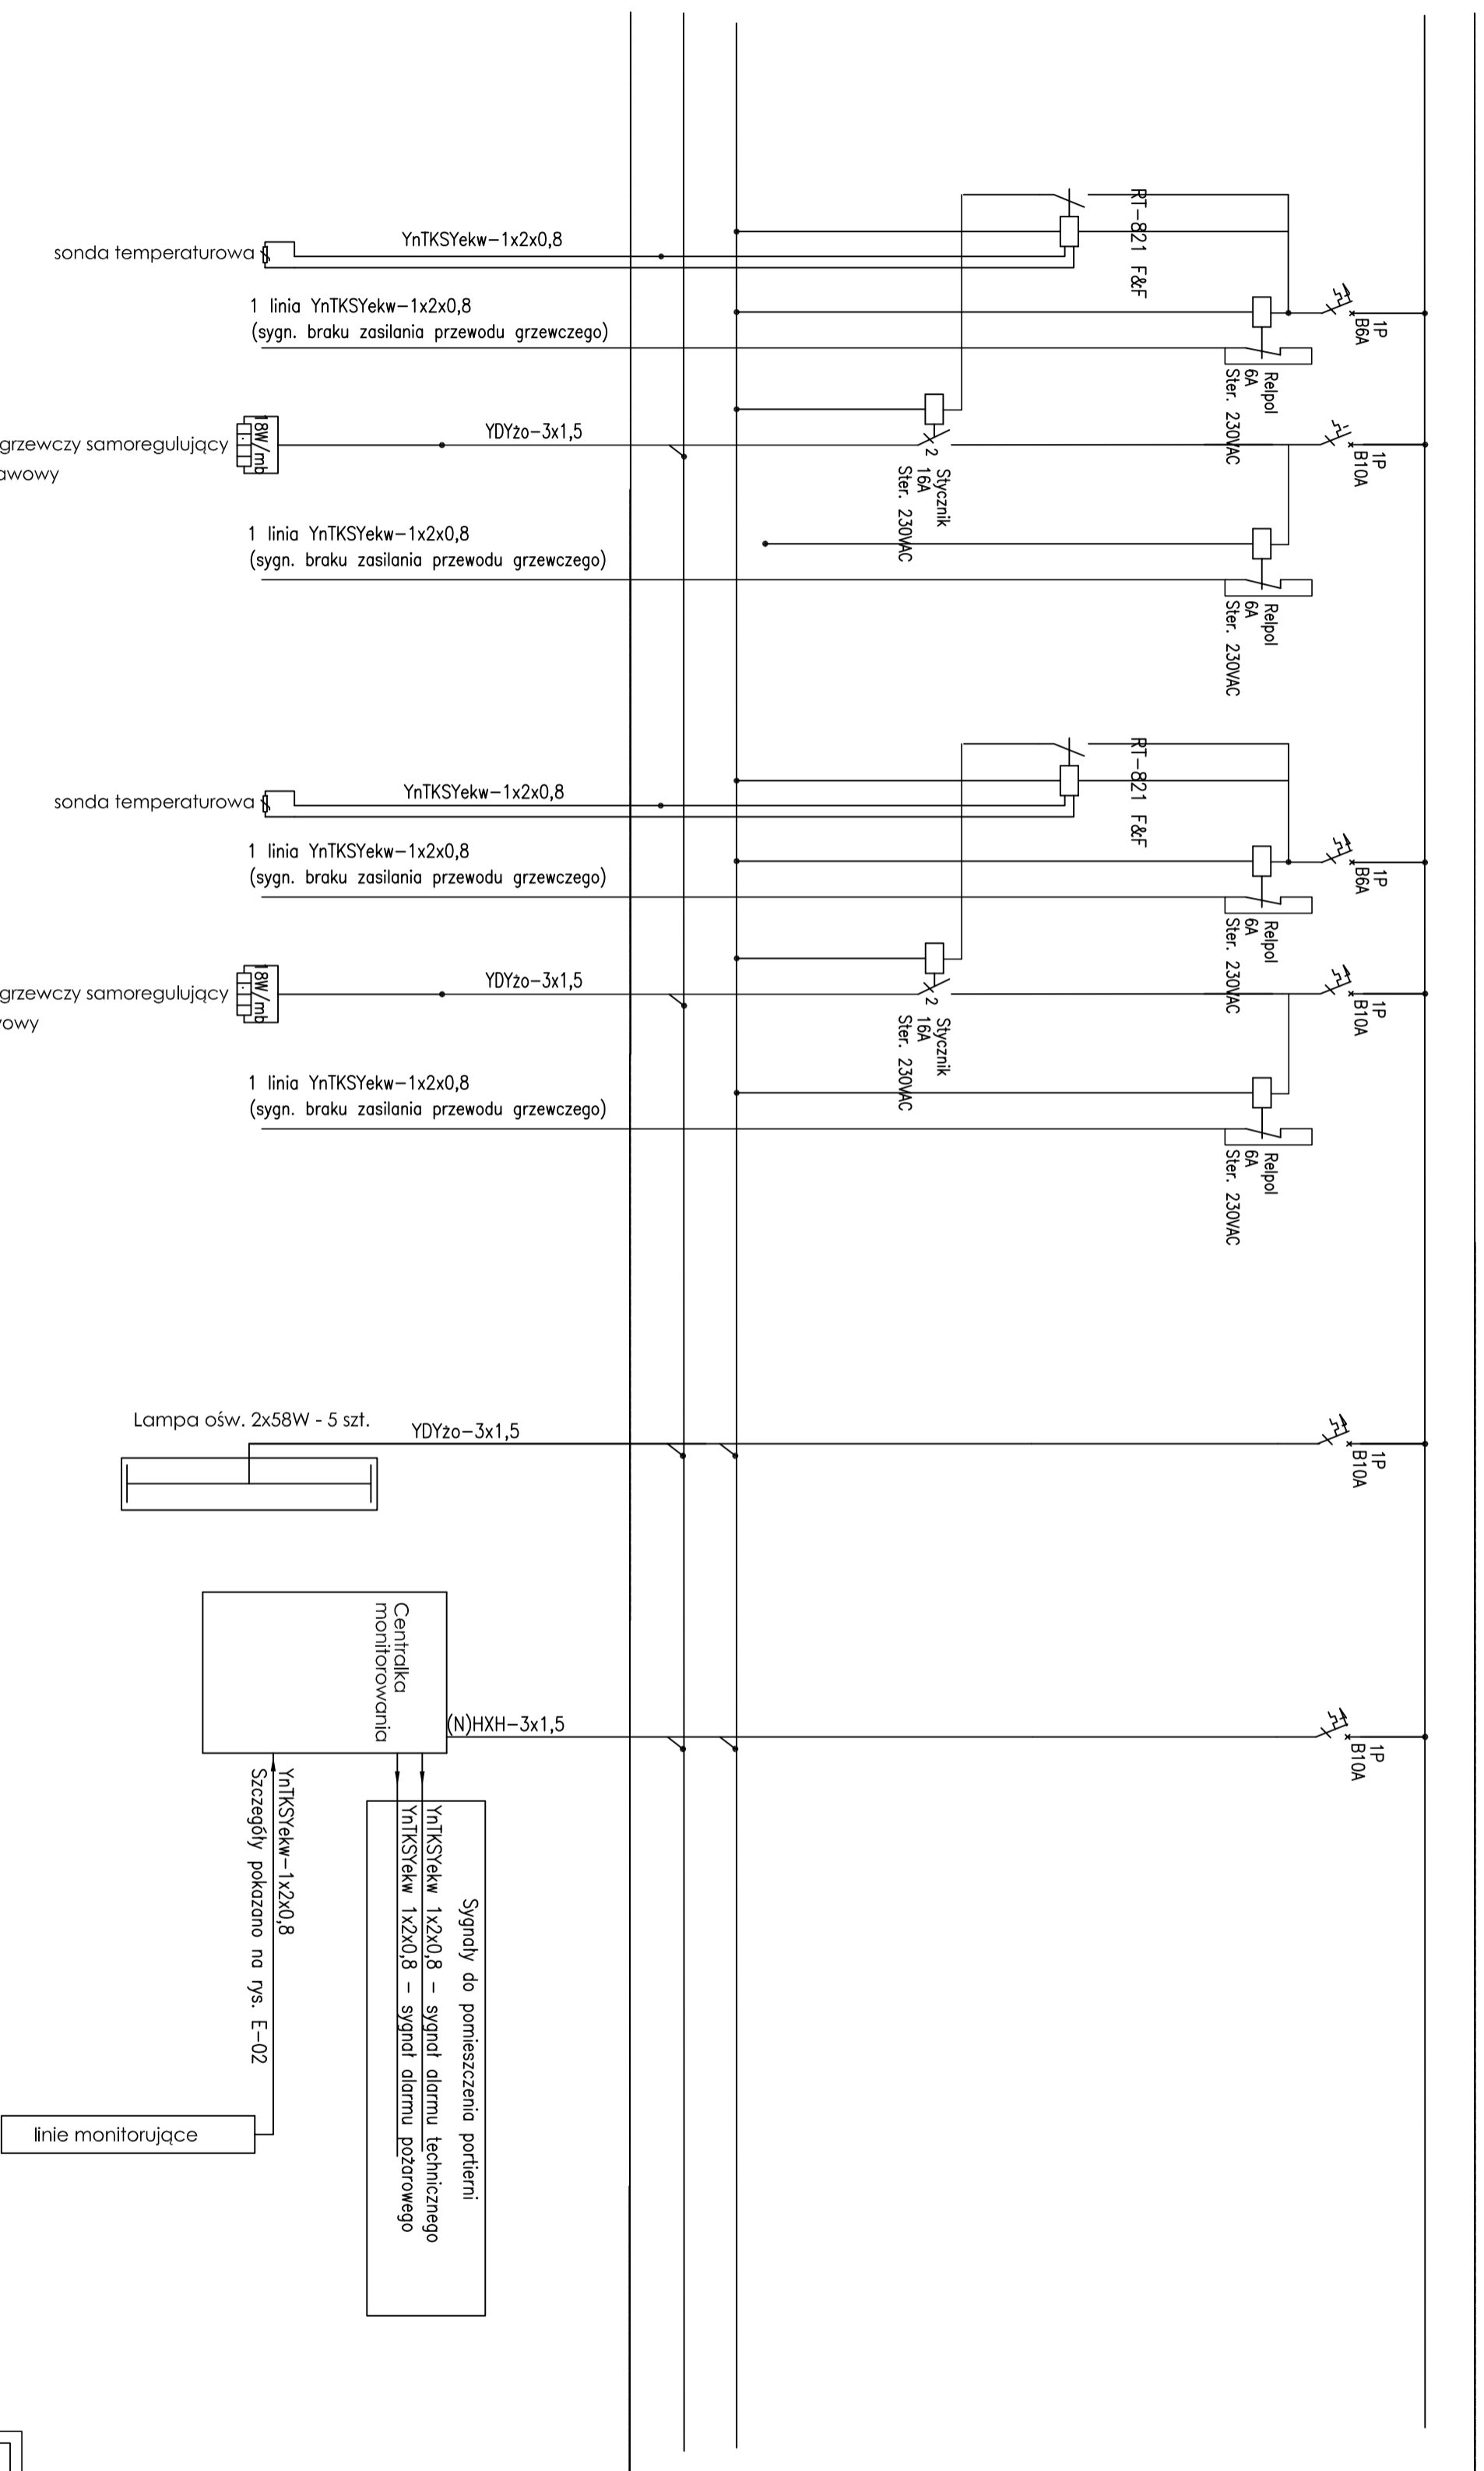 RT-821 F&F
YnTKSYekw-1x2x0,8
sonda temperaturowa
1P
B6A
1 linia YnTKSYekw-1x2x0,8
(sygn. braku zasilania przewodu grzewczego)
Relpol
6A
Ster. 230VAC
grzewczy samoregulujący
18W/mb
YDYżo-3x1,5
2
Stycznik
16A
Ster. 230VAC
1P
B10A
1 linia YnTKSYekw-1x2x0,8
(sygn. braku zasilania przewodu grzewczego)
Relpol
6A
Ster. 230VAC
RT-821 F&F
YnTKSYekw-1x2x0,8
sonda temperaturowa
1P
B6A
1 linia YnTKSYekw-1x2x0,8
(sygn. braku zasilania przewodu grzewczego)
Relpol
6A
Ster. 230VAC
grzewczy samoregulujący
18W/mb
YDYżo-3x1,5
2
Stycznik
16A
Ster. 230VAC
1P
B10A
1 linia YnTKSYekw-1x2x0,8
(sygn. braku zasilania przewodu grzewczego)
Relpol
6A
Ster. 230VAC
Lampa ośw. 2x58W - 5 szt.
YDYżo-3x1,5
1P
B10A
Centralka
monitorowania
(N)HXH-3x1,5
1P
B10A
YnTKSYekw-1x2x0,8
Szczegóły pokazano na rys. E-02
Sygnały do pomieszczenia portierni
YnTKSYekw 1x2x0,8 - sygnał alarmu technicznego
YnTKSYekw 1x2x0,8 - sygnał alarmu pożarowego
linie monitorujące